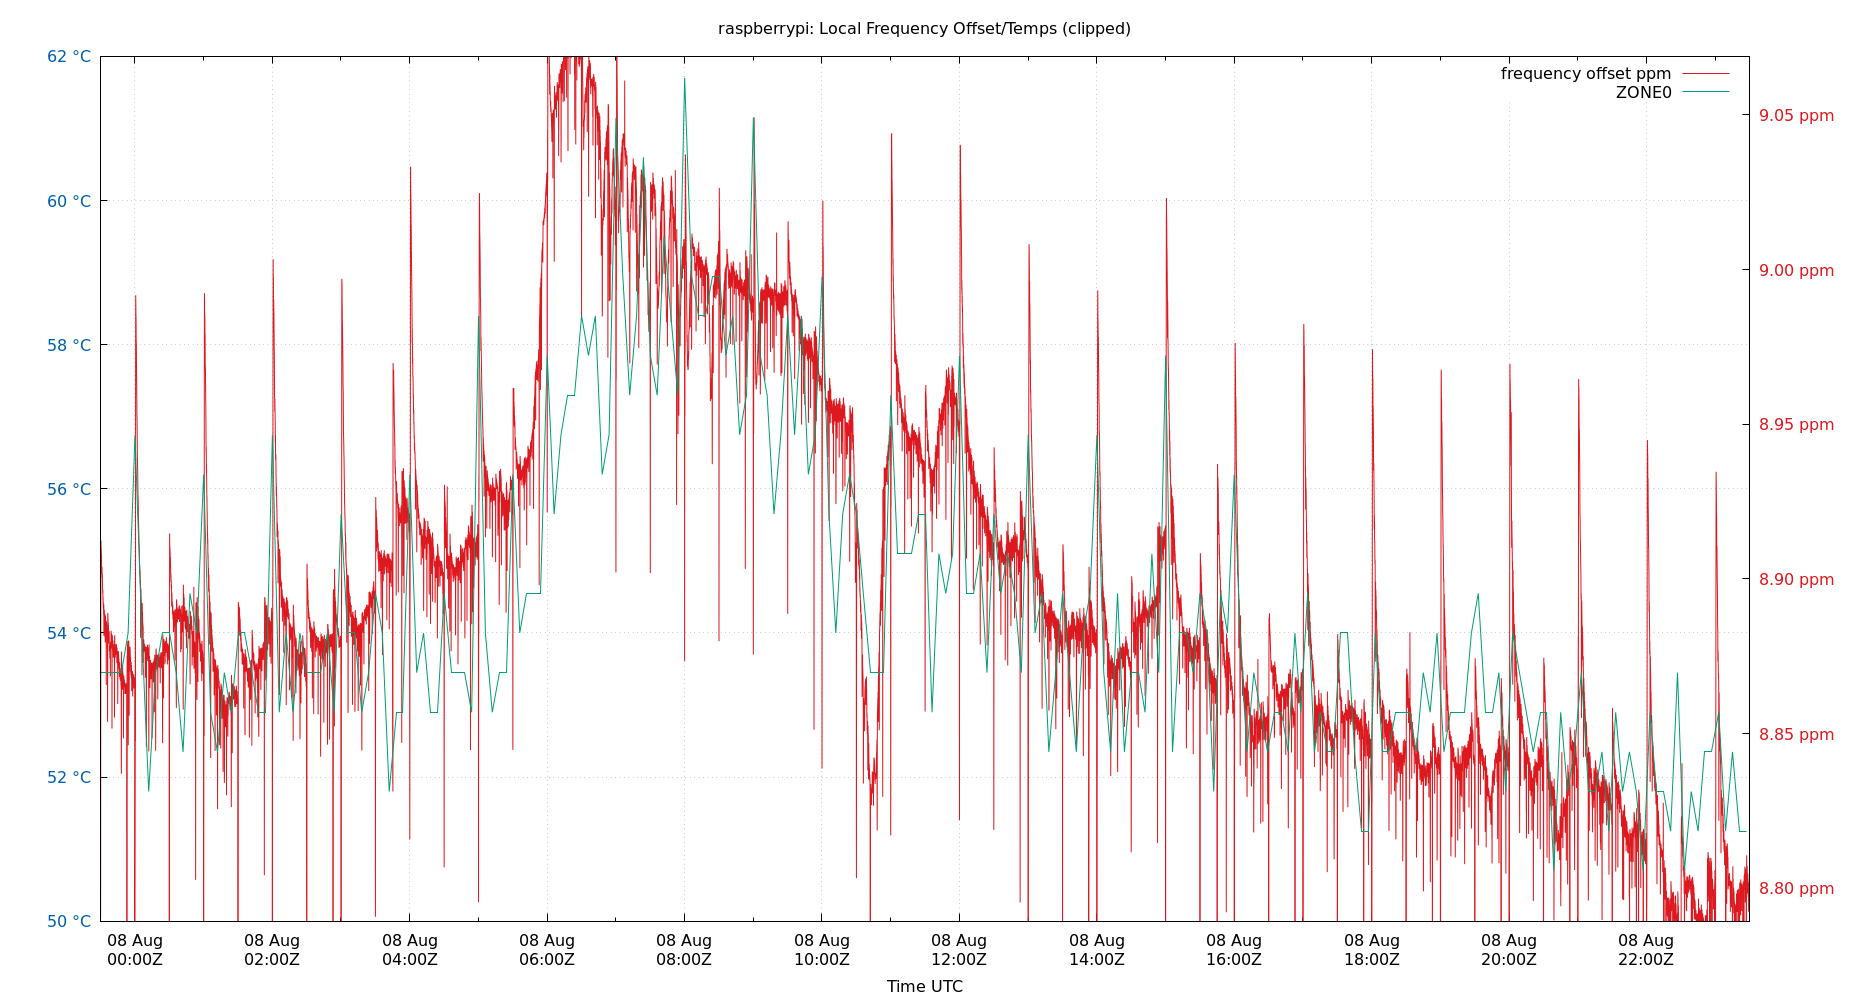 raspberrypi: Local Frequency Offset/Temps (clipped)
62 °C
60 °C
58 °C
56 °C
54 °C
52 °C
50 °C
frequency offset ppm
ZONE0
9.05 ppm
9.00 ppm
8.95 ppm
8.90 ppm
8.85 ppm
8.80 ppm
08 Aug 08 Aug 08 Aug 08 Aug 08 Aug 08 Aug 08 Aug 08 Aug 08 Aug 08 Aug 08 Aug 08 Aug
00:00Z 02:00Z 04:00Z 06:00Z 08:00Z 10:00Z 12:00Z 14:00Z 16:00Z 18:00Z 20:00Z 22:00Z
Time UTC